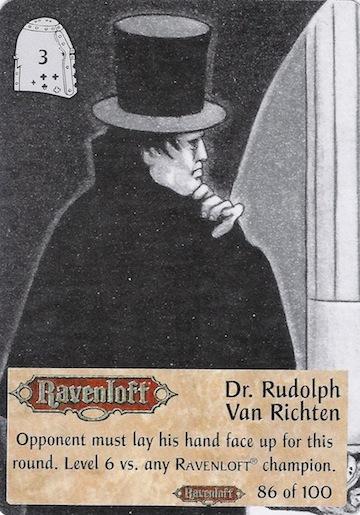 3
Ravenloft
Dr. Rudolph
Van Richten
Opponent must lay his hand face up for this
round. Level 6 vs. any RAVENLOFT® champion.
Ravenloft 86 of 100